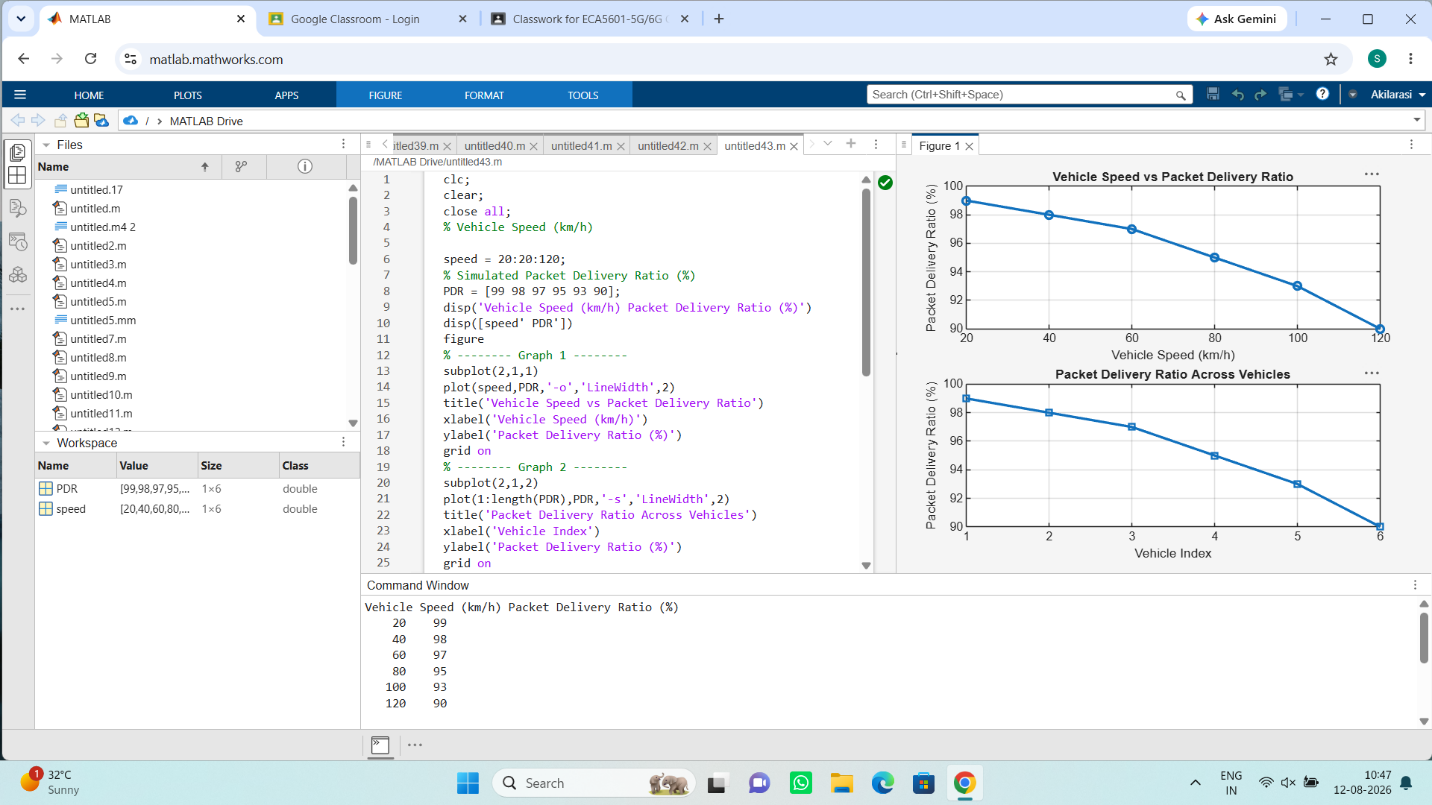 MATLAB
Google Classroom - Login
Classwork for ECA5601-5G/6G
Ask Gemini
matlab.mathworks.com
S
HOME
PLOTS
APPS
FIGURE
FORMAT
TOOLS
Search (Ctrl+Shift+Space)
Akilarasi
/ › MATLAB Drive
Files
Name
untitled.17
untitled.m
untitled.m4 2
untitled2.m
untitled3.m
untitled4.m
untitled5.m
untitled5.mm
untitled7.m
untitled8.m
untitled9.m
untitled10.m
untitled11.m
Workspace
Name Value Size Class
PDR [99,98,97,95,... 1×6 double
speed [20,40,60,80,... 1×6 double
itled39.m
untitled40.m
untitled41.m
untitled42.m
untitled43.m
/MATLAB Drive/untitled43.m
1 clc;
2 clear;
3 close all;
4 % Vehicle Speed (km/h)
5
6 speed = 20:20:120;
7 % Simulated Packet Delivery Ratio (%)
8 PDR = [99 98 97 95 93 90];
9 disp('Vehicle Speed (km/h) Packet Delivery Ratio (%)')
10 disp([speed' PDR'])
11 figure
12 % -------- Graph 1 --------
13 subplot(2,1,1)
14 plot(speed,PDR,'-o','LineWidth',2)
15 title('Vehicle Speed vs Packet Delivery Ratio')
16 xlabel('Vehicle Speed (km/h)')
17 ylabel('Packet Delivery Ratio (%)')
18 grid on
19 % -------- Graph 2 --------
20 subplot(2,1,2)
21 plot(1:length(PDR),PDR,'-s','LineWidth',2)
22 title('Packet Delivery Ratio Across Vehicles')
23 xlabel('Vehicle Index')
24 ylabel('Packet Delivery Ratio (%)')
25 grid on
Figure 1
Vehicle Speed vs Packet Delivery Ratio
Packet Delivery Ratio (%)
100
98
96
94
92
90
20 40 60 80 100 120
Vehicle Speed (km/h)
Packet Delivery Ratio Across Vehicles
Packet Delivery Ratio (%)
100
98
96
94
92
90
1 2 3 4 5 6
Vehicle Index
Command Window
Vehicle Speed (km/h) Packet Delivery Ratio (%)
20 99
40 98
60 97
80 95
100 93
120 90
1
32°C
Sunny
Search
ENG
IN
10:47
12-08-2026